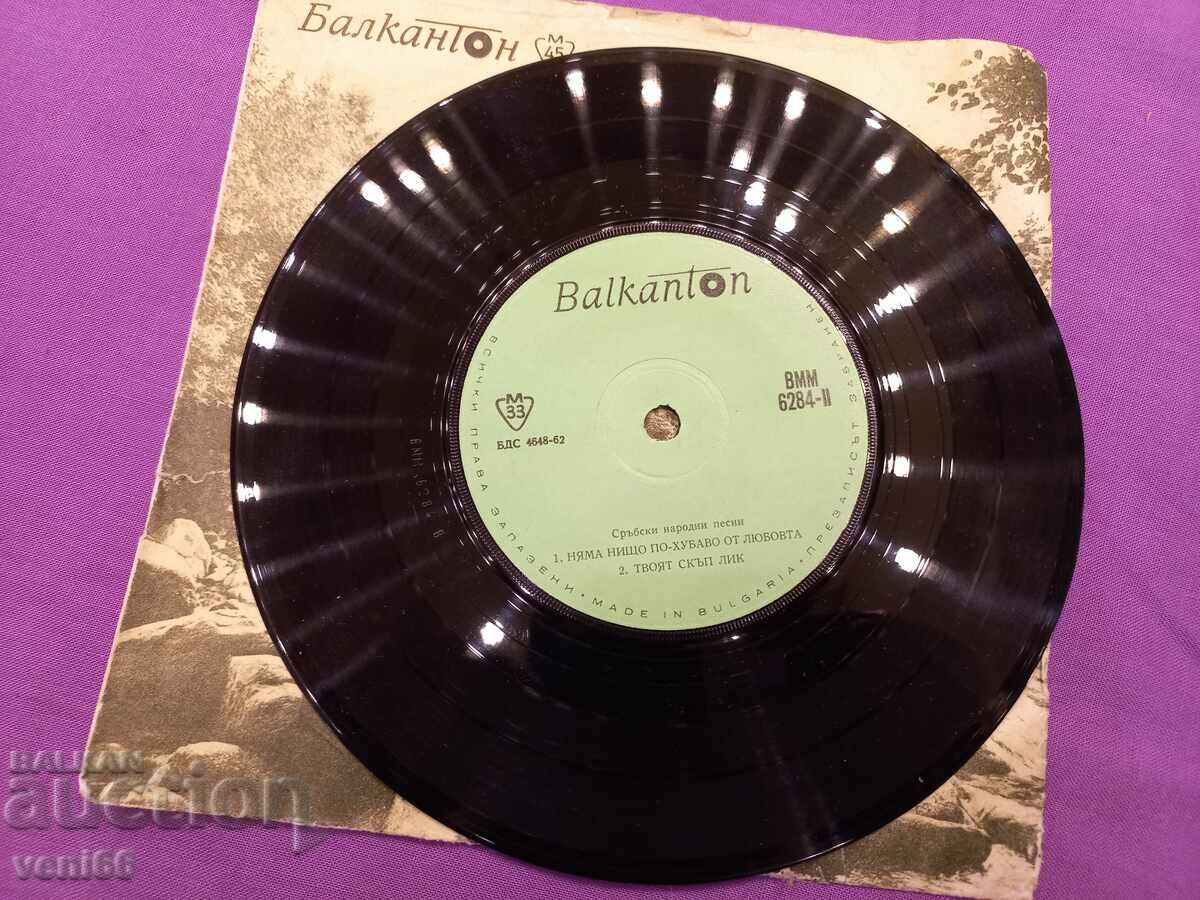 Балкантон
М
45
Balkanton
ВММ
6284-II
М
33
БДС 4648-62
Сръбски народни песни
1. НЯМА НИЩО ПО-ХУБАВО ОТ ЛЮБОВТА
2. ТВОЯТ СКЪП ЛИК
ВСИЧКИ ПРАВА ЗАПАЗЕНИ • MADE IN BULGARIA • ПРЕЗАПИСЪТ ЗАБРАНЕН
BALKAN
auction
veni66